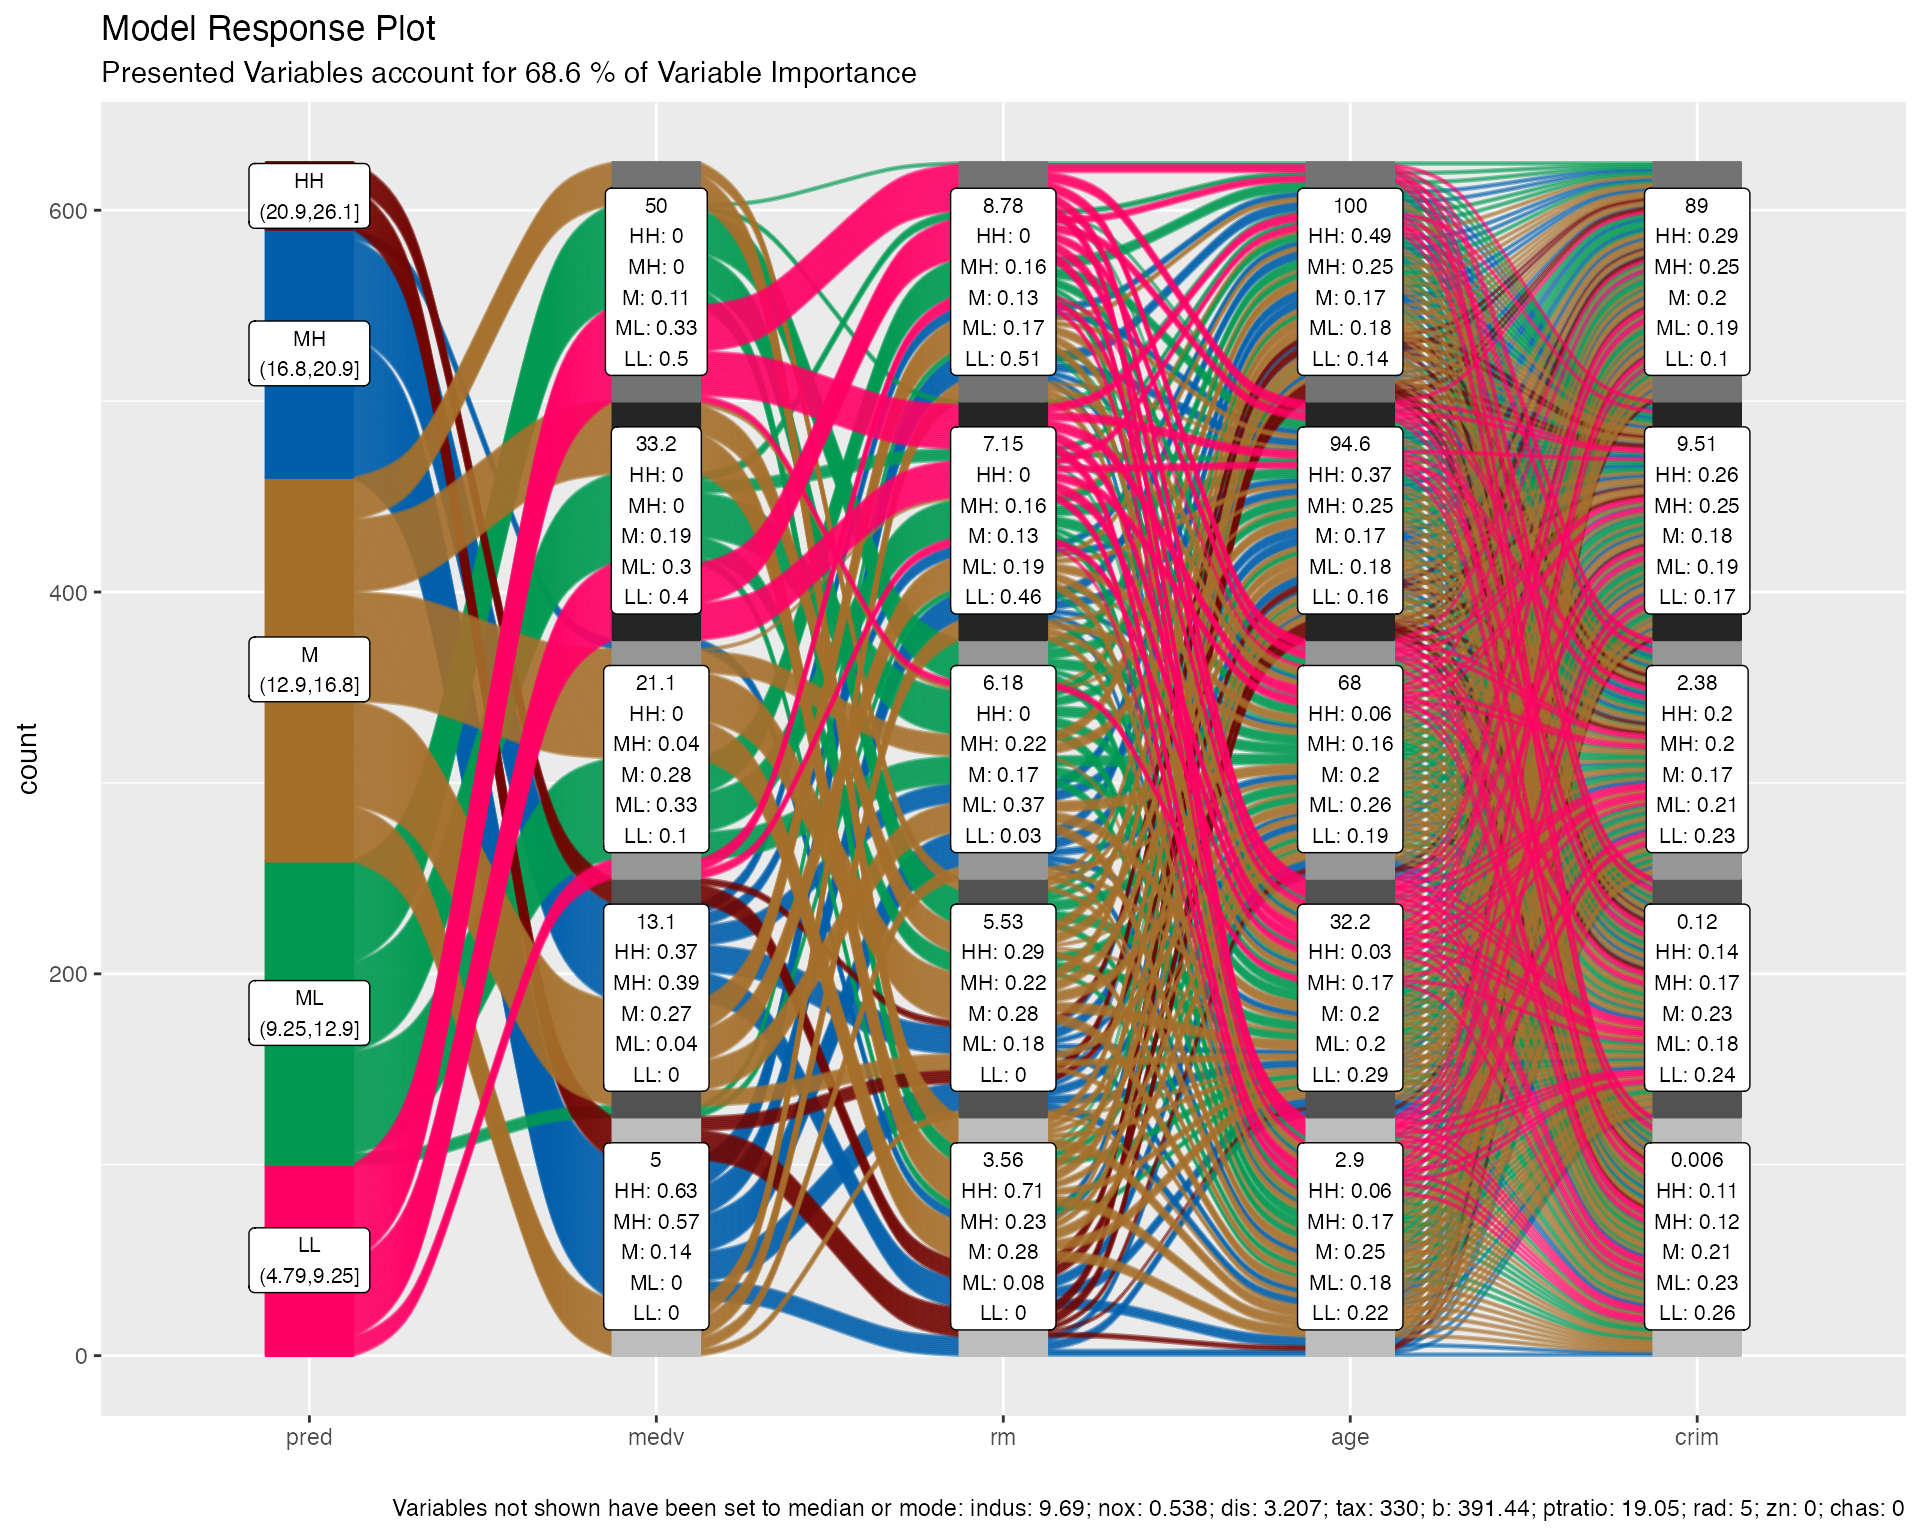 Model Response Plot
Presented Variables account for 68.6 % of Variable Importance
count
600
400
200
0
HH
(20.9,26.1]
MH
(16.8,20.9]
M
(12.9,16.8]
ML
(9.25,12.9]
LL
(4.79,9.25]
50
HH: 0
MH: 0
M: 0.11
ML: 0.33
LL: 0.5
33.2
HH: 0
MH: 0
M: 0.19
ML: 0.3
LL: 0.4
21.1
HH: 0
MH: 0.04
M: 0.28
ML: 0.33
LL: 0.1
13.1
HH: 0.37
MH: 0.39
M: 0.27
ML: 0.04
LL: 0
5
HH: 0.63
MH: 0.57
M: 0.14
ML: 0
LL: 0
8.78
HH: 0
MH: 0.16
M: 0.13
ML: 0.17
LL: 0.51
7.15
HH: 0
MH: 0.16
M: 0.13
ML: 0.19
LL: 0.46
6.18
HH: 0
MH: 0.22
M: 0.17
ML: 0.37
LL: 0.03
5.53
HH: 0.29
MH: 0.22
M: 0.28
ML: 0.18
LL: 0
3.56
HH: 0.71
MH: 0.23
M: 0.28
ML: 0.08
LL: 0
100
HH: 0.49
MH: 0.25
M: 0.17
ML: 0.18
LL: 0.14
94.6
HH: 0.37
MH: 0.25
M: 0.17
ML: 0.18
LL: 0.16
68
HH: 0.06
MH: 0.16
M: 0.2
ML: 0.26
LL: 0.19
32.2
HH: 0.03
MH: 0.17
M: 0.2
ML: 0.2
LL: 0.29
2.9
HH: 0.06
MH: 0.17
M: 0.25
ML: 0.18
LL: 0.22
89
HH: 0.29
MH: 0.25
M: 0.2
ML: 0.19
LL: 0.1
9.51
HH: 0.26
MH: 0.25
M: 0.18
ML: 0.19
LL: 0.17
2.38
HH: 0.2
MH: 0.2
M: 0.17
ML: 0.21
LL: 0.23
0.12
HH: 0.14
MH: 0.17
M: 0.23
ML: 0.18
LL: 0.24
0.006
HH: 0.11
MH: 0.12
M: 0.21
ML: 0.23
LL: 0.26
pred
medv
rm
age
crim
Variables not shown have been set to median or mode: indus: 9.69; nox: 0.538; dis: 3.207; tax: 330; b: 391.44; ptratio: 19.05; rad: 5; zn: 0; chas: 0